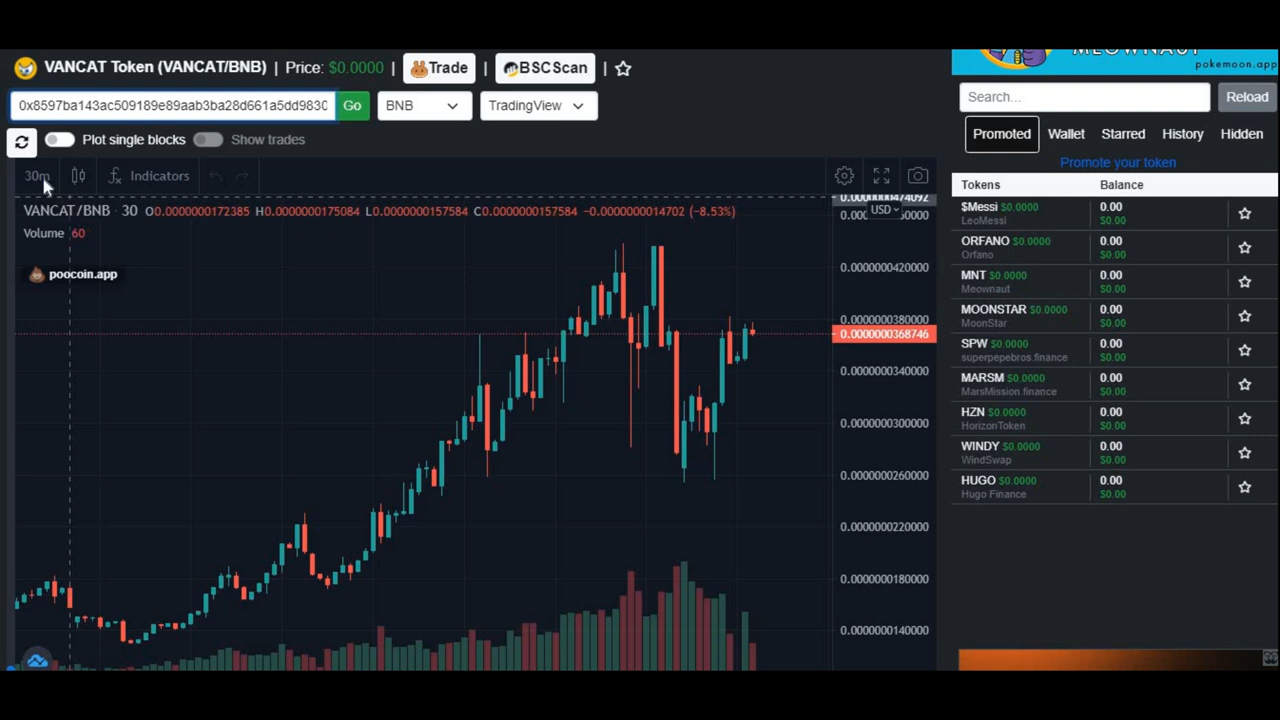 MEOWNAUT
pokemoon.app
VANCAT Token (VANCAT/BNB) | Price: $0.0000 | Trade | BSCScan |
0x8597ba143ac509189e89aab3ba28d661a5dd9830 Go BNB TradingView
Search... Reload
Plot single blocks Show trades
Promoted Wallet Starred History Hidden
Promote your token
30m Indicators
VANCAT/BNB · 30 O0.0000000172385 H0.0000000175084 L0.0000000157584 C0.0000000157584 -0.0000000014702 (-8.53%)
Volume 60
poocoin.app
USD
0.0000000420000
0.0000000380000
0.0000000368746
0.0000000340000
0.0000000300000
0.0000000260000
0.0000000220000
0.0000000180000
0.0000000140000
Tokens Balance
$Messi $0.0000 0.00
LeoMessi $0.00
ORFANO $0.0000 0.00
Orfano $0.00
MNT $0.0000 0.00
Meownaut $0.00
MOONSTAR $0.0000 0.00
MoonStar $0.00
SPW $0.0000 0.00
superpepebros.finance $0.00
MARSM $0.0000 0.00
MarsMission.finance $0.00
HZN $0.0000 0.00
HorizonToken $0.00
WINDY $0.0000 0.00
WindSwap $0.00
HUGO $0.0000 0.00
Hugo Finance $0.00